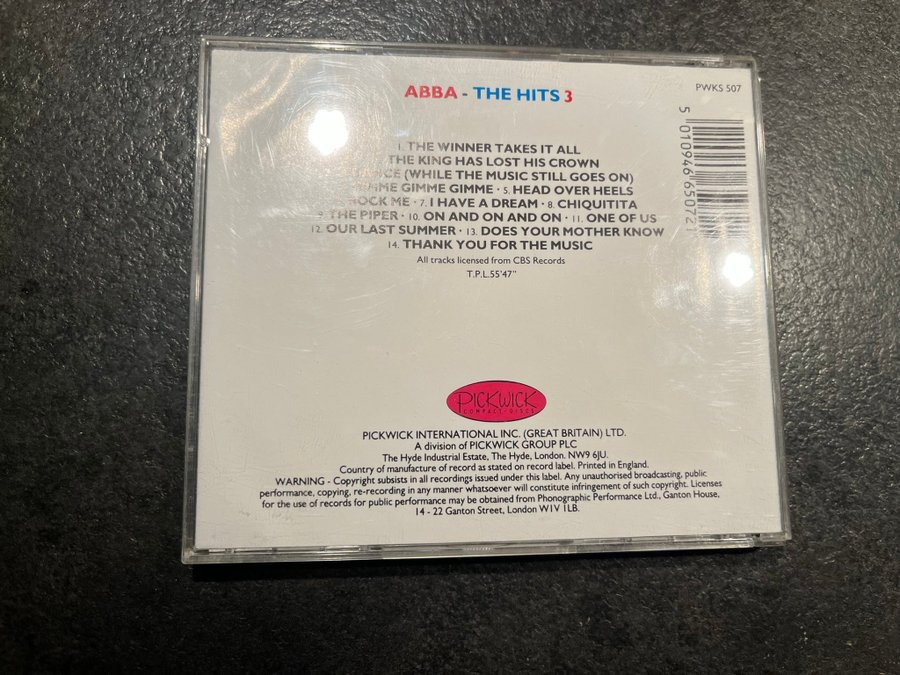 ABBA - THE HITS 3
PWKS 507
5 010946 650721
1. THE WINNER TAKES IT ALL
THE KING HAS LOST HIS CROWN
(WHILE THE MUSIC STILL GOES ON)
GIMME GIMME · 5. HEAD OVER HEELS
ROCK ME · 7. I HAVE A DREAM · 8. CHIQUITITA
9. THE PIPER · 10. ON AND ON AND ON · 11. ONE OF US
12. OUR LAST SUMMER · 13. DOES YOUR MOTHER KNOW
14. THANK YOU FOR THE MUSIC
All tracks licensed from CBS Records
T.P.L.55'47"
PICKWICK
COMPACT·DISCS
PICKWICK INTERNATIONAL INC. (GREAT BRITAIN) LTD.
A division of PICKWICK GROUP PLC
The Hyde Industrial Estate, The Hyde, London. NW9 6JU.
Country of manufacture of record as stated on record label. Printed in England.
WARNING - Copyright subsists in all recordings issued under this label. Any unauthorised broadcasting, public
performance, copying, re-recording in any manner whatsoever will constitute infringement of such copyright. Licenses
for the use of records for public performance may be obtained from Phonographic Performance Ltd., Ganton House,
14 - 22 Ganton Street, London W1V 1LB.